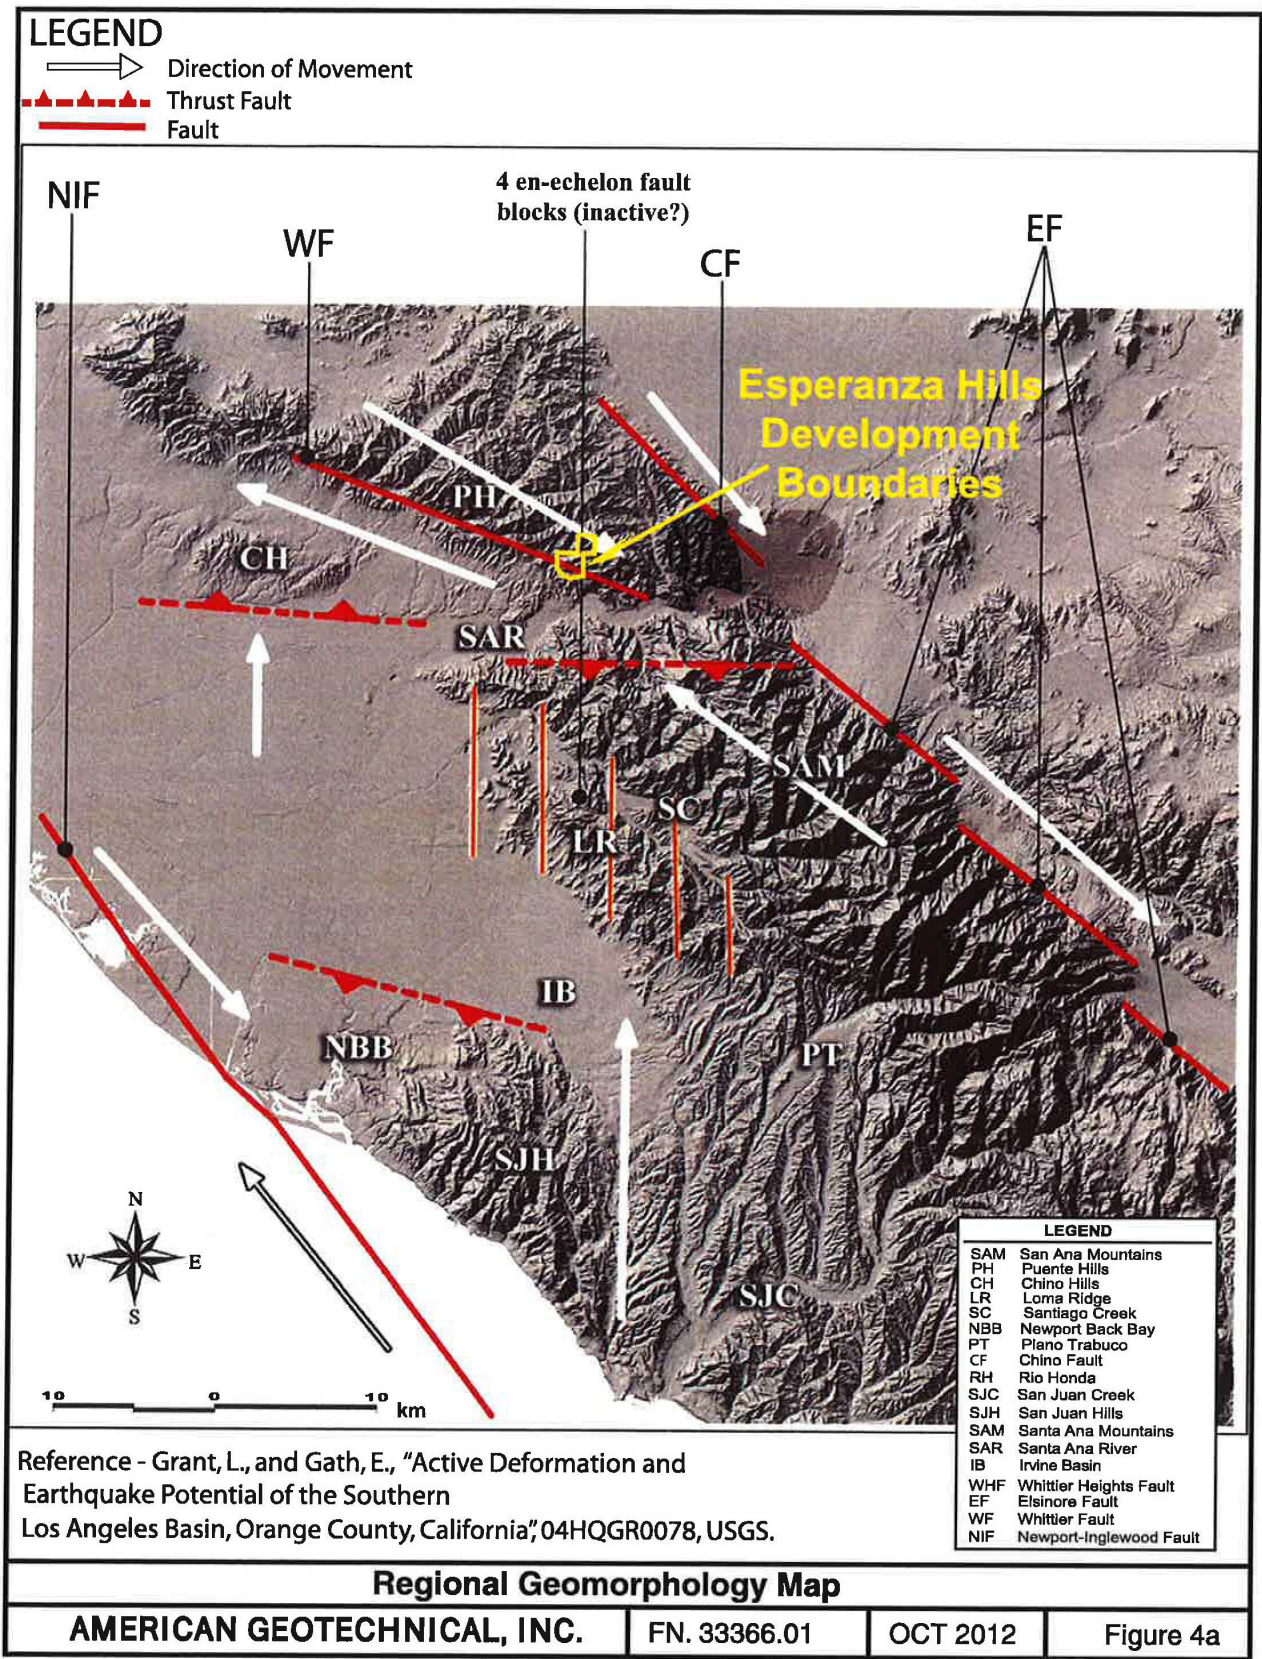 LEGEND
Direction of Movement
Thrust Fault
Fault
NIF
WF
4 en-echelon fault
blocks (inactive?)
CF
EF
Esperanza Hills
Development
Boundaries
PH
CH
SAR
SAM
SC
LR
IB
NBB
PT
SJH
SJC
N
W
E
S
10 0 10
km
LEGEND
SAM San Ana Mountains
PH Puente Hills
CH Chino Hills
LR Loma Ridge
SC Santiago Creek
NBB Newport Back Bay
PT Plano Trabuco
CF Chino Fault
RH Rio Honda
SJC San Juan Creek
SJH San Juan Hills
SAM Santa Ana Mountains
SAR Santa Ana River
IB Irvine Basin
WHF Whittier Heights Fault
EF Elsinore Fault
WF Whittier Fault
NIF Newport-Inglewood Fault
Reference - Grant, L., and Gath, E., "Active Deformation and
Earthquake Potential of the Southern
Los Angeles Basin, Orange County, California", 04HQGR0078, USGS.
Regional Geomorphology Map
AMERICAN GEOTECHNICAL, INC.
FN. 33366.01
OCT 2012
Figure 4a